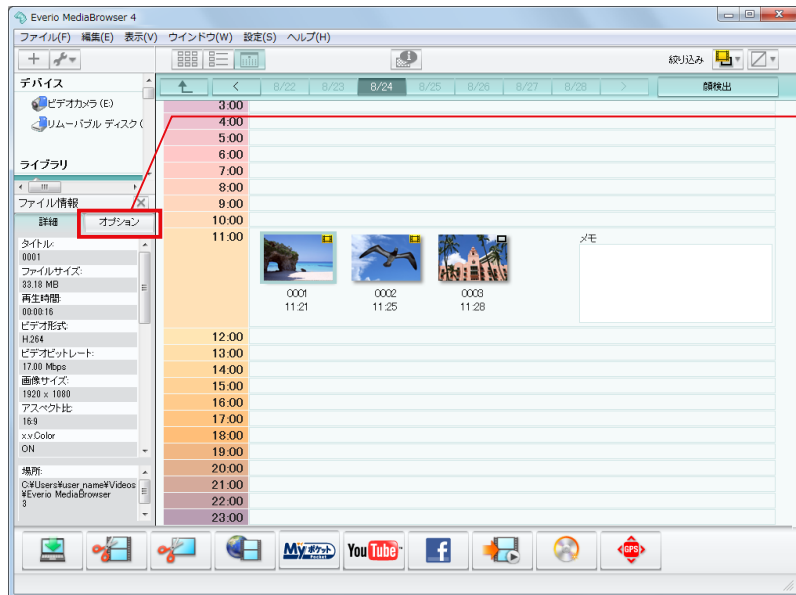 Everio MediaBrowser 4
ファイル(F) 編集(E) 表示(V) ウインドウ(W) 設定(S) ヘルプ(H)
絞り込み
デバイス
ビデオカメラ (E:)
リムーバブル ディスク (
ライブラリ
8/22 8/23 8/24 8/25 8/26 8/27 8/28
顔検出
ファイル情報
詳細 オプション
タイトル:
0001
ファイルサイズ:
33.18 MB
再生時間:
00:00:16
ビデオ形式:
H.264
ビデオビットレート:
17.00 Mbps
画像サイズ:
1920 x 1080
アスペクト比:
16:9
x.v.Color
ON
場所:
C:¥Users¥user_name¥Videos
¥Everio MediaBrowser
3
3:00
4:00
5:00
6:00
7:00
8:00
9:00
10:00
11:00
0001 0002 0003
11:21 11:25 11:28
メモ
12:00
13:00
14:00
15:00
16:00
17:00
18:00
19:00
20:00
21:00
22:00
23:00
Myポケット
Pocket
YouTube
f
GPS